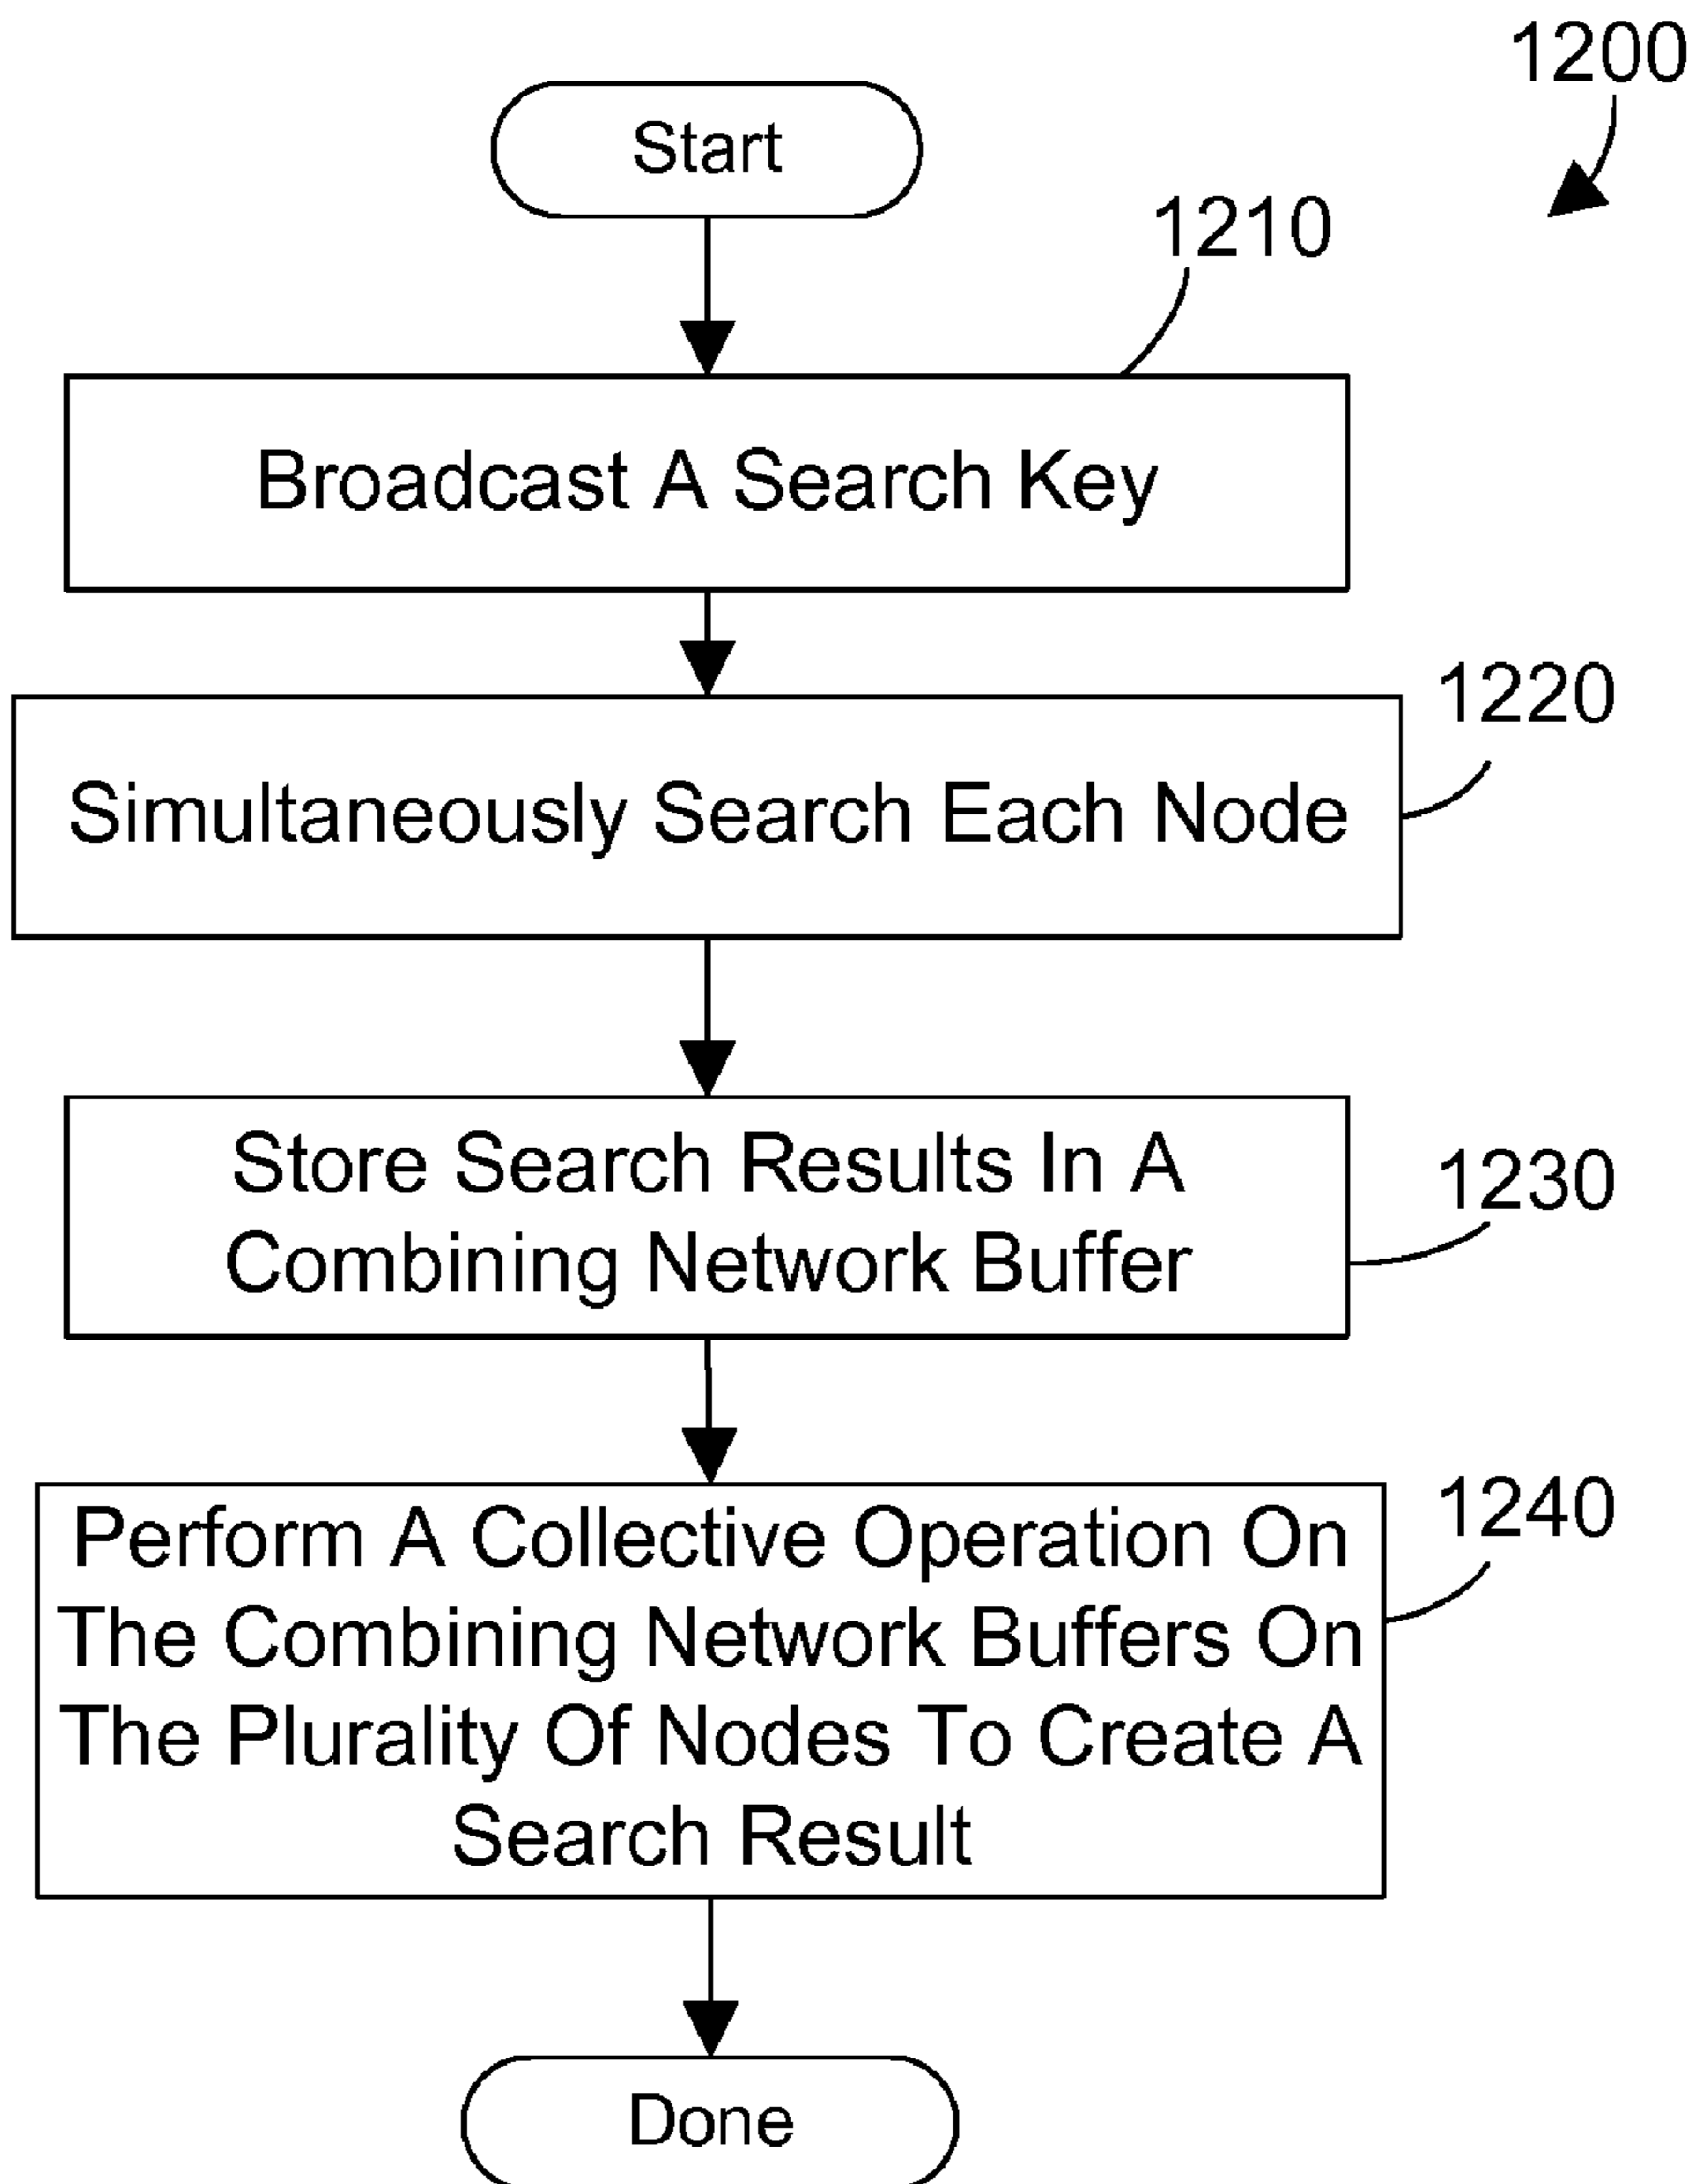 1200
Start
1210
Broadcast A Search Key
1220
Simultaneously Search Each Node
Store Search Results In A
Combining Network Buffer
1230
Perform A Collective Operation On
The Combining Network Buffers On
The Plurality Of Nodes To Create A
Search Result
1240
Done